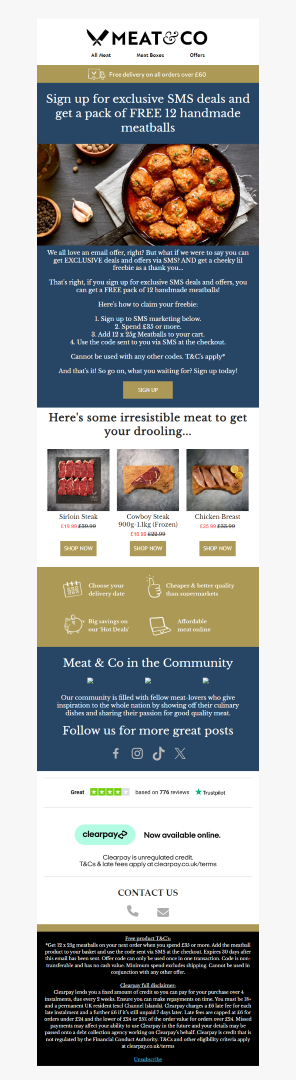 MEAT&CO
All Meat Meat Boxes Offers
Free delivery on all orders over £60
Sign up for exclusive SMS deals and
get a pack of FREE 12 handmade
meatballs
We all love an email offer, right? But what if we were to say you can
get EXCLUSIVE deals and offers via SMS? AND get a cheeky lil
freebie as a thank you...
That's right, if you sign up for exclusive SMS deals and offers, you
can get a FREE pack of 12 handmade meatballs!
Here's how to claim your freebie:
1. Sign up to SMS marketing below.
2. Spend £35 or more.
3. Add 12 x 25g Meatballs to your cart.
4. Use the code sent to you via SMS at the checkout.
Cannot be used with any other codes. T&C's apply*
And that's it! So go on, what you waiting for? Sign up today!
SIGN UP
Here's some irresistible meat to get
your drooling...
Sirloin Steak Cowboy Steak Chicken Breast
900g-1.1kg (Frozen)
SHOP NOW SHOP NOW SHOP NOW
Choose your Cheaper & better quality
delivery date than supermarkets
Big savings on Affordable
our 'Hot Deals' meat online
Meat & Co in the Community
Our community is filled with fellow meat-lovers who give
inspiration to the whole nation by showing off their culinary
dishes and sharing their passion for good quality meat.
Follow us for more great posts
Great based on 776 reviews Trustpilot
clearpay Now available online.
Clearpay is unregulated credit.
T&Cs & late fees apply at clearpay.co.uk/terms
CONTACT US
Free product T&C's:
*Get 12 x 25g meatballs on your next order when you spend £35 or more. Add the meatball
product to your basket and use the code we sent via SMS at the checkout. Expires 30 days after
this email has been sent. Offer code can only be used once in one transaction. Code is non-
transferable and has no cash value. Minimum spend excludes shipping. Cannot be used in
conjunction with any other offer.
Clearpay full disclaimer:
Clearpay lends you a fixed amount of credit so you can pay for your purchase over 4
instalments, due every 2 weeks. Ensure you can make repayments on time. You must be 18+
and a permanent UK resident (excl Channel Islands). Clearpay charges a £6 late fee for each
late instalment and a further £6 if it's still unpaid 7 days later. Late fees are capped at £6 for
orders under £24 and the lower of £24 or 25% of the order value for orders over £24. Missed
payments may affect your ability to use Clearpay in the future and your details may be
passed onto a debt collection agency working on Clearpay's behalf. Clearpay is credit that is
not regulated by the Financial Conduct Authority. T&Cs and other eligibility criteria apply
at clearpay.co.uk/terms
Unsubscribe